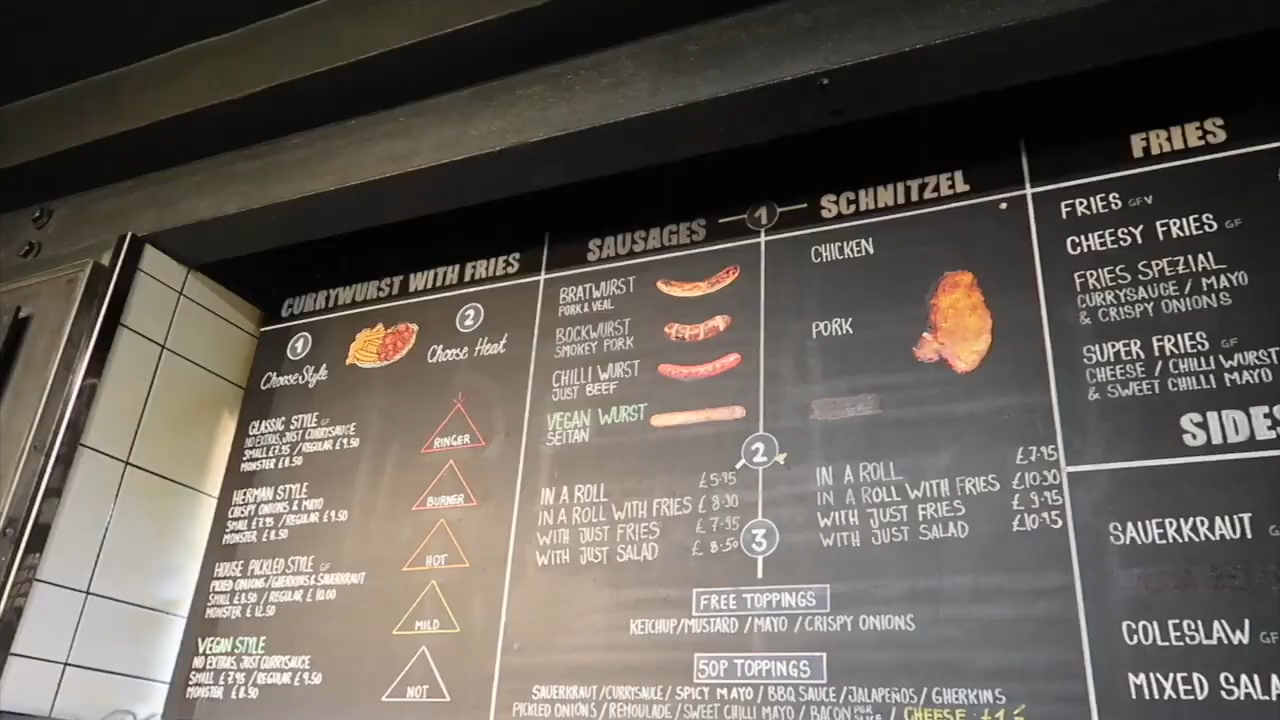 CURRYWURST WITH FRIES
1
Choose Style
2
Choose Heat
CLASSIC STYLE GF
NO EXTRAS, JUST CURRYSAUCE
SMALL £7.95 / REGULAR £9.50
MONSTER £11.50
HERMAN STYLE
CRISPY ONIONS & MAYO
SMALL £7.95 / REGULAR £9.50
MONSTER £11.50
HOUSE PICKLED STYLE GF
PICKED ONIONS/GHERKINS & SAUERKRAUT
SMALL £8.50 / REGULAR £10.00
MONSTER £12.50
VEGAN STYLE
NO EXTRAS, JUST CURRYSAUCE
SMALL £7.95 / REGULAR £9.50
MONSTER £11.50
RINGER
BURNER
HOT
MILD
NOT
SAUSAGES
1
SCHNITZEL
BRATWURST
PORK & VEAL
BOCKWURST
SMOKEY PORK
CHILLI WURST
JUST BEEF
VEGAN WURST
SEITAN
CHICKEN
PORK
2
IN A ROLL £5.95
IN A ROLL WITH FRIES £8.30
WITH JUST FRIES £7.95
WITH JUST SALAD £8.50
IN A ROLL £7.95
IN A ROLL WITH FRIES £10.30
WITH JUST FRIES £9.95
WITH JUST SALAD £10.95
3
FREE TOPPINGS
KETCHUP/MUSTARD/MAYO/CRISPY ONIONS
50P TOPPINGS
SAUERKRAUT/CURRYSAUCE/SPICY MAYO/BBQ SAUCE/JALAPEÑOS/GHERKINS
PICKLED ONIONS/REMOULADE/SWEET CHILLI MAYO/BACON PER / CHEESE
FRIES
FRIES GFV
CHEESY FRIES GF
FRIES SPEZIAL
CURRYSAUCE / MAYO
& CRISPY ONIONS
SUPER FRIES GF
CHEESE / CHILLI WURST
& SWEET CHILLI MAYO
SIDES
SAUERKRAUT
COLESLAW GF
MIXED SALA